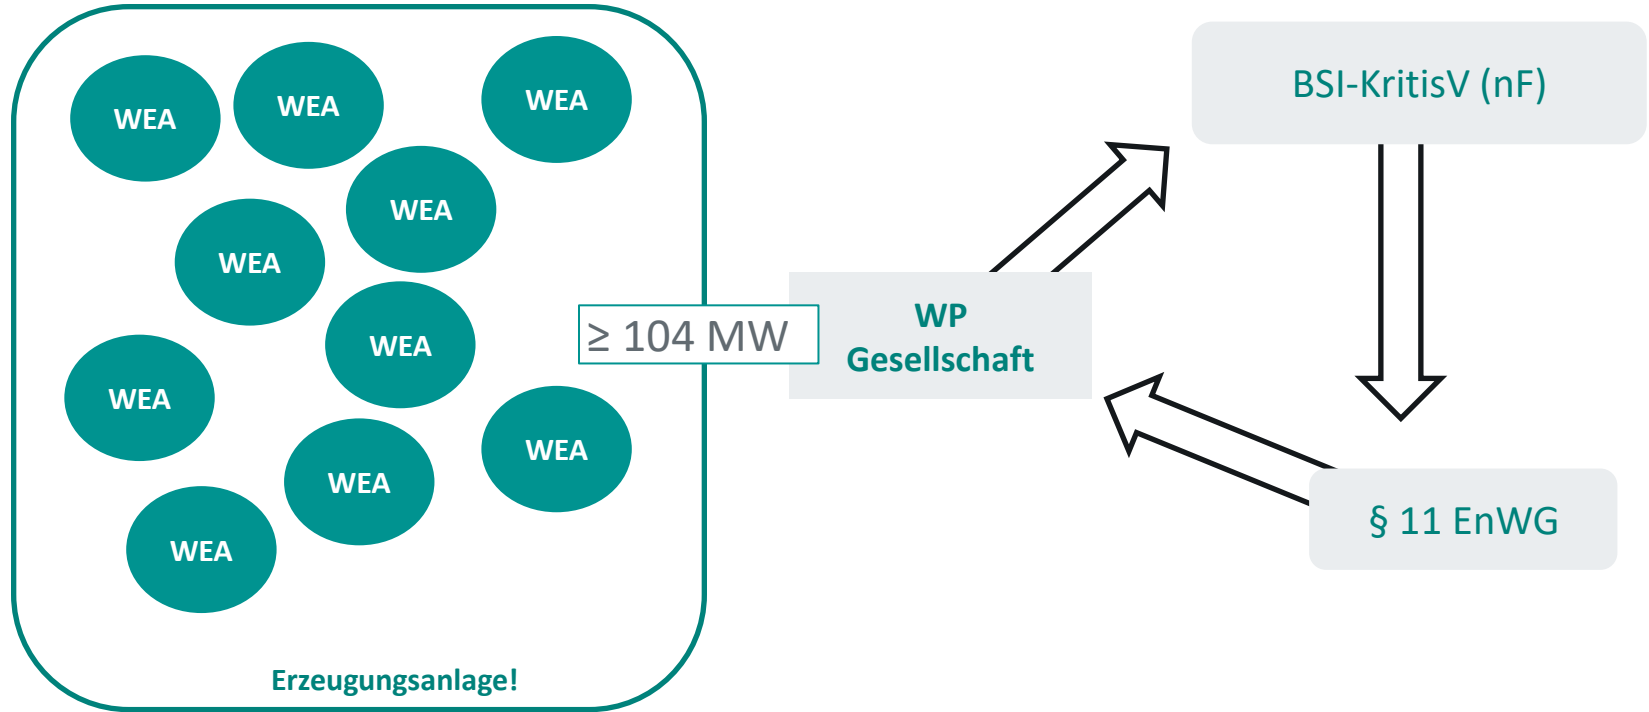 WEA
WEA
WEA
WEA
WEA
WEA
WEA
WEA
WEA
WEA
Erzeugungsanlage!
≥ 104 MW
WP
Gesellschaft
BSI-KritisV (nF)
§ 11 EnWG